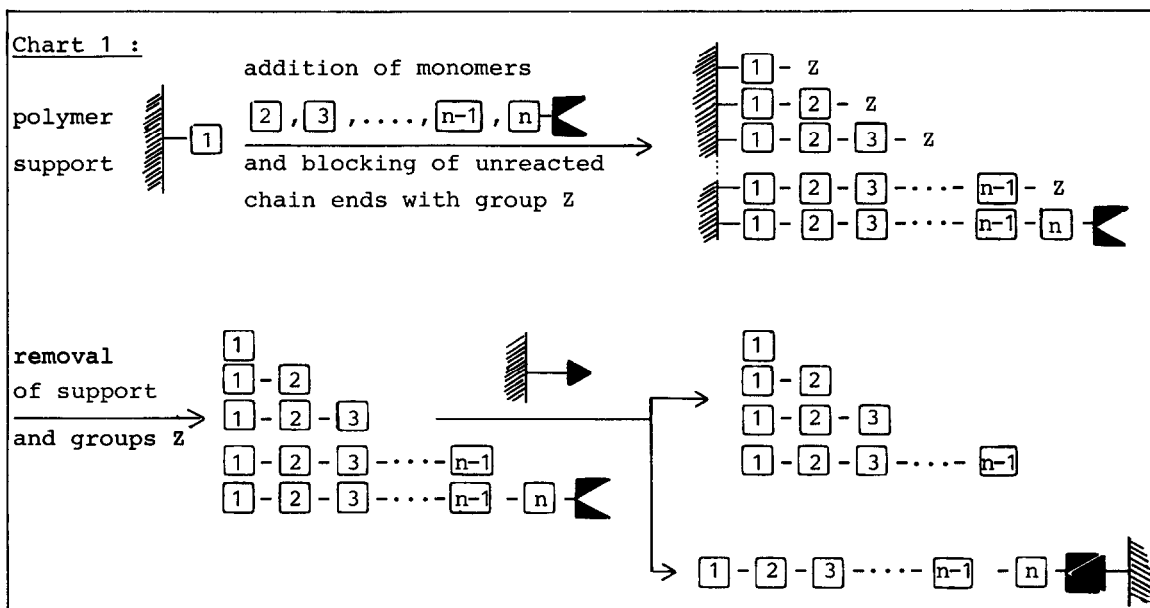 Chart 1 :
polymer
support
1
addition of monomers
2 , 3 , ...., n-1 , n
and blocking of unreacted
chain ends with group Z
1 - Z
1 - 2 - Z
1 - 2 - 3 - Z
1 - 2 - 3 ----- n-1 - Z
1 - 2 - 3 ----- n-1 - n
removal
of support
and groups Z
1
1 - 2
1 - 2 - 3
1 - 2 - 3 ----- n-1
1 - 2 - 3 ----- n-1 - n
1
1 - 2
1 - 2 - 3
1 - 2 - 3 ----- n-1
1 - 2 - 3 ----- n-1 - n